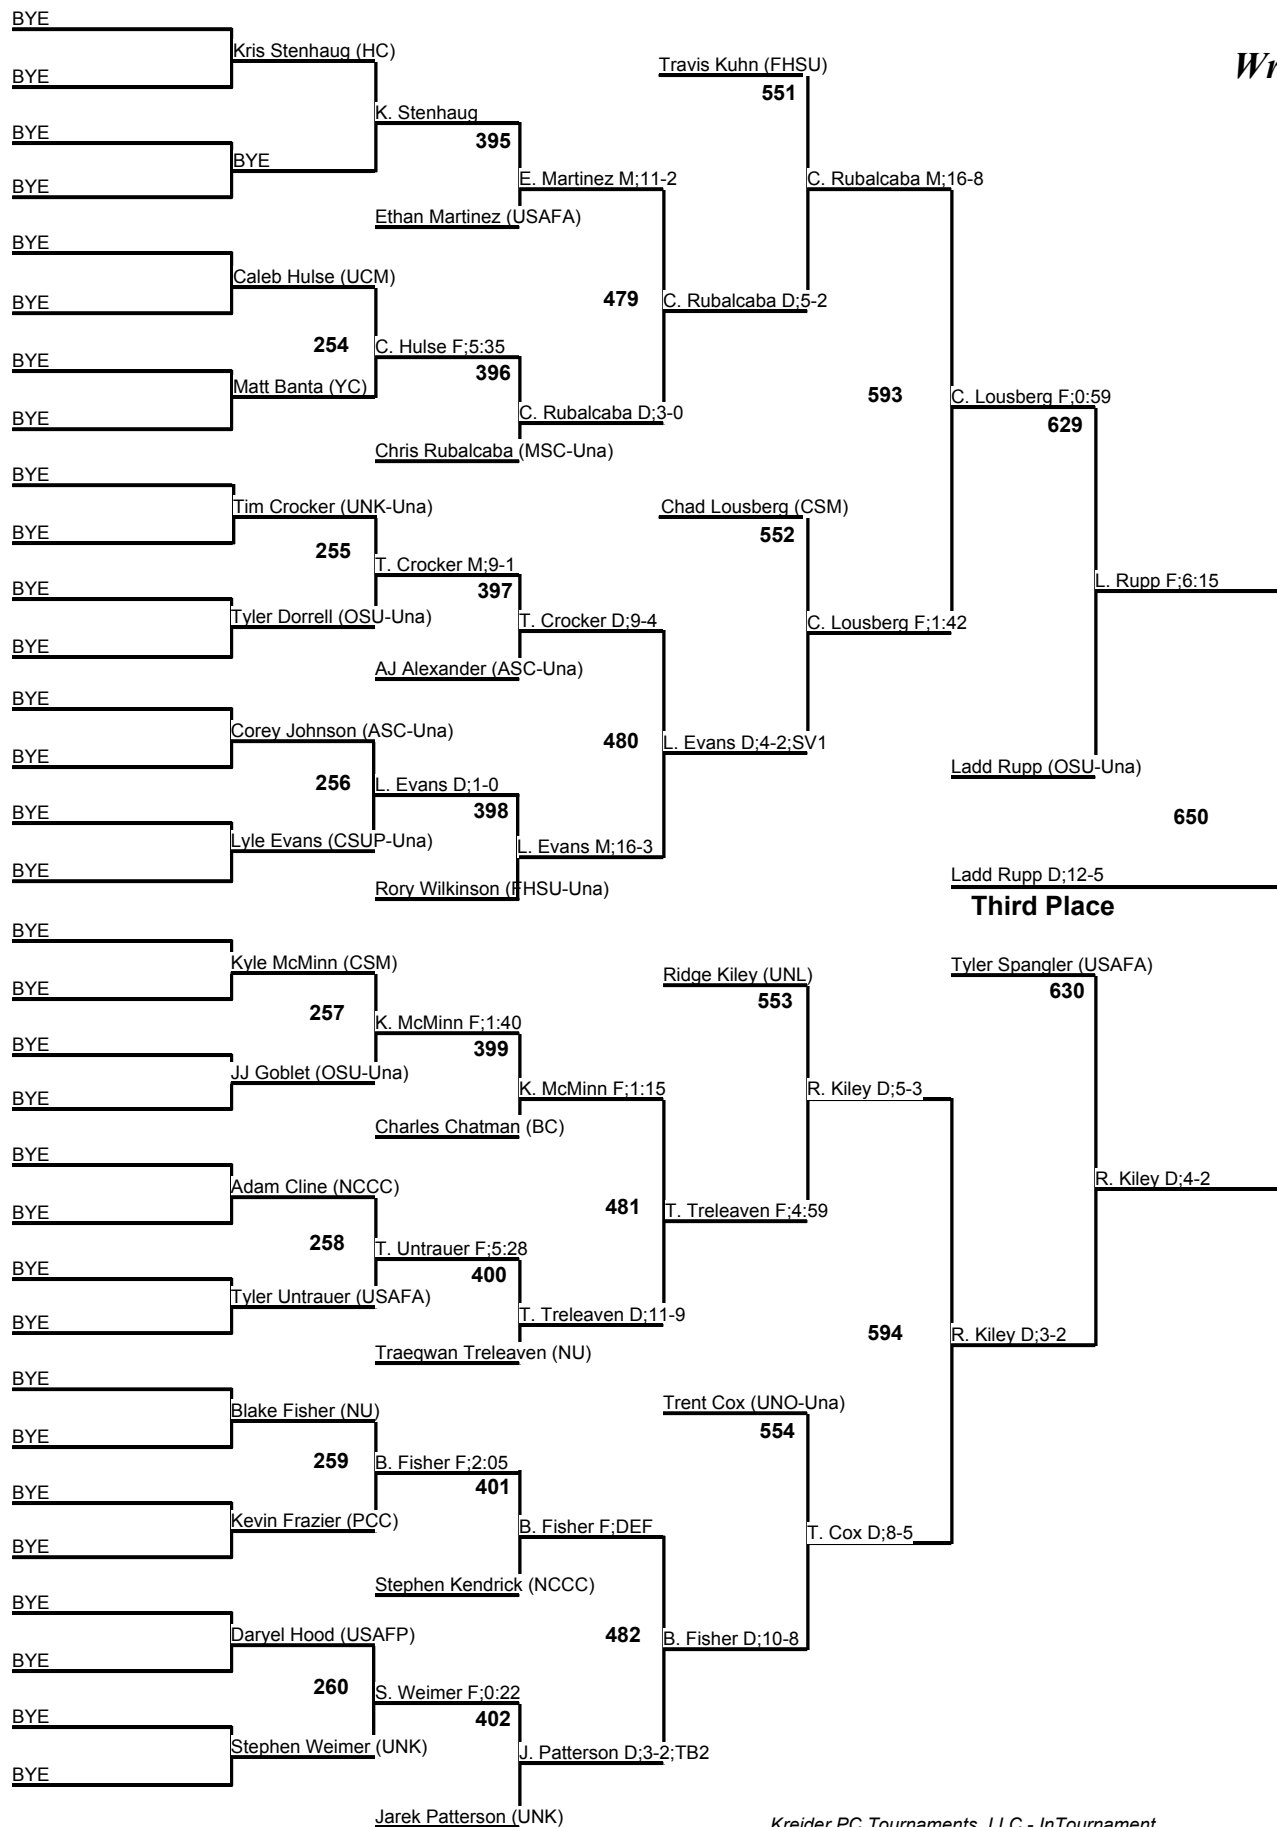 BYE
Kris Stenhaug (HC)
BYE
Travis Kuhn (FHSU)
551
K. Stenhaug
395
BYE
BYE
BYE
E. Martinez M;11-2
C. Rubalcaba M;16-8
Ethan Martinez (USAFA)
BYE
Caleb Hulse (UCM)
BYE
479
C. Rubalcaba D;5-2
254
C. Hulse F;5:35
396
BYE
Matt Banta (YC)
BYE
C. Rubalcaba D;3-0
Chris Rubalcaba (MSC-Una)
593
C. Lousberg F;0:59
629
BYE
Tim Crocker (UNK-Una)
BYE
Chad Lousberg (CSM)
552
255
T. Crocker M;9-1
397
BYE
Tyler Dorrell (OSU-Una)
BYE
T. Crocker D;9-4
AJ Alexander (ASC-Una)
C. Lousberg F;1:42
L. Rupp F;6:15
BYE
Corey Johnson (ASC-Una)
BYE
480
L. Evans D;4-2;SV1
256
L. Evans D;1-0
398
BYE
Lyle Evans (CSUP-Una)
BYE
L. Evans M;16-3
Rory Wilkinson (FHSU-Una)
Ladd Rupp (OSU-Una)
650
Ladd Rupp D;12-5
Third Place
BYE
Kyle McMinn (CSM)
BYE
Ridge Kiley (UNL)
553
Tyler Spangler (USAFA)
630
257
K. McMinn F;1:40
399
BYE
JJ Goblet (OSU-Una)
BYE
K. McMinn F;1:15
R. Kiley D;5-3
Charles Chatman (BC)
BYE
Adam Cline (NCCC)
BYE
481
T. Treleaven F;4:59
R. Kiley D;4-2
258
T. Untrauer F;5:28
400
BYE
Tyler Untrauer (USAFA)
BYE
T. Treleaven D;11-9
Traeqwan Treleaven (NU)
594
R. Kiley D;3-2
BYE
Blake Fisher (NU)
BYE
Trent Cox (UNO-Una)
554
259
B. Fisher F;2:05
401
BYE
Kevin Frazier (PCC)
BYE
B. Fisher F;DEF
T. Cox D;8-5
Stephen Kendrick (NCCC)
BYE
Daryel Hood (USAFP)
BYE
482
B. Fisher D;10-8
260
S. Weimer F;0:22
402
BYE
Stephen Weimer (UNK)
BYE
J. Patterson D;3-2;TB2
Jarek Patterson (UNK)
Kreider PC Tournaments, LLC - InTournament